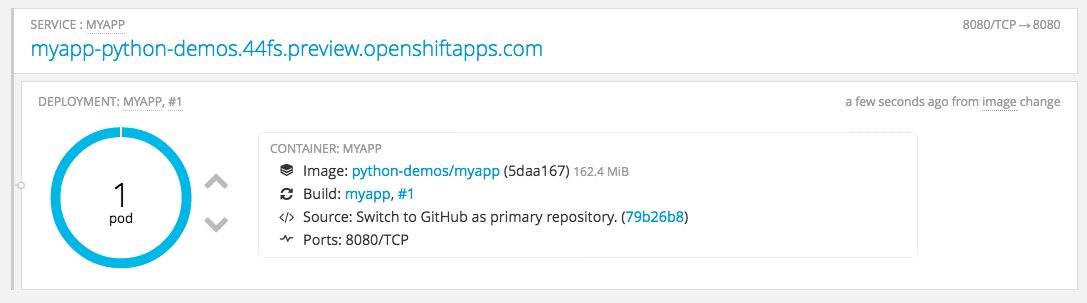 SERVICE : MYAPP
8080/TCP → 8080
myapp-python-demos.44fs.preview.openshiftapps.com
DEPLOYMENT: MYAPP, #1
a few seconds ago from image change
1
pod
CONTAINER: MYAPP
Image: python-demos/myapp (5daa167) 162.4 MiB
Build: myapp, #1
Source: Switch to GitHub as primary repository. (79b26b8)
Ports: 8080/TCP